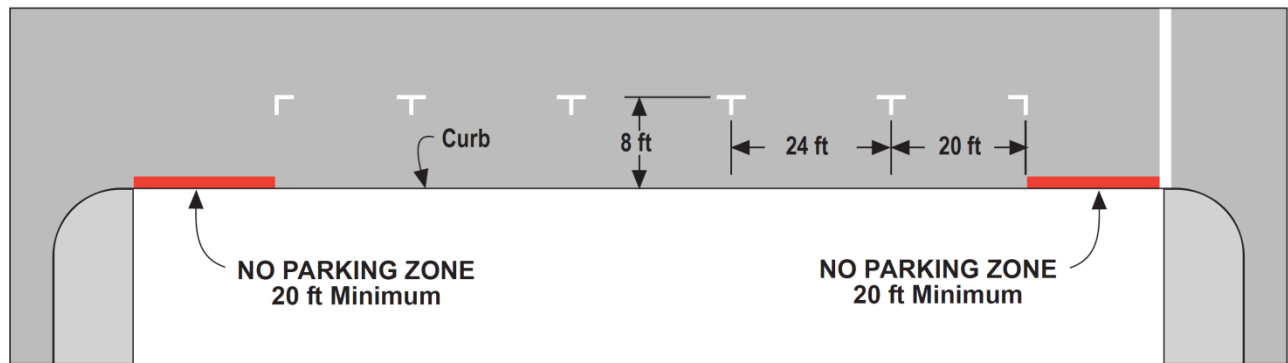 Curb
8 ft
24 ft
20 ft
NO PARKING ZONE
20 ft Minimum
NO PARKING ZONE
20 ft Minimum